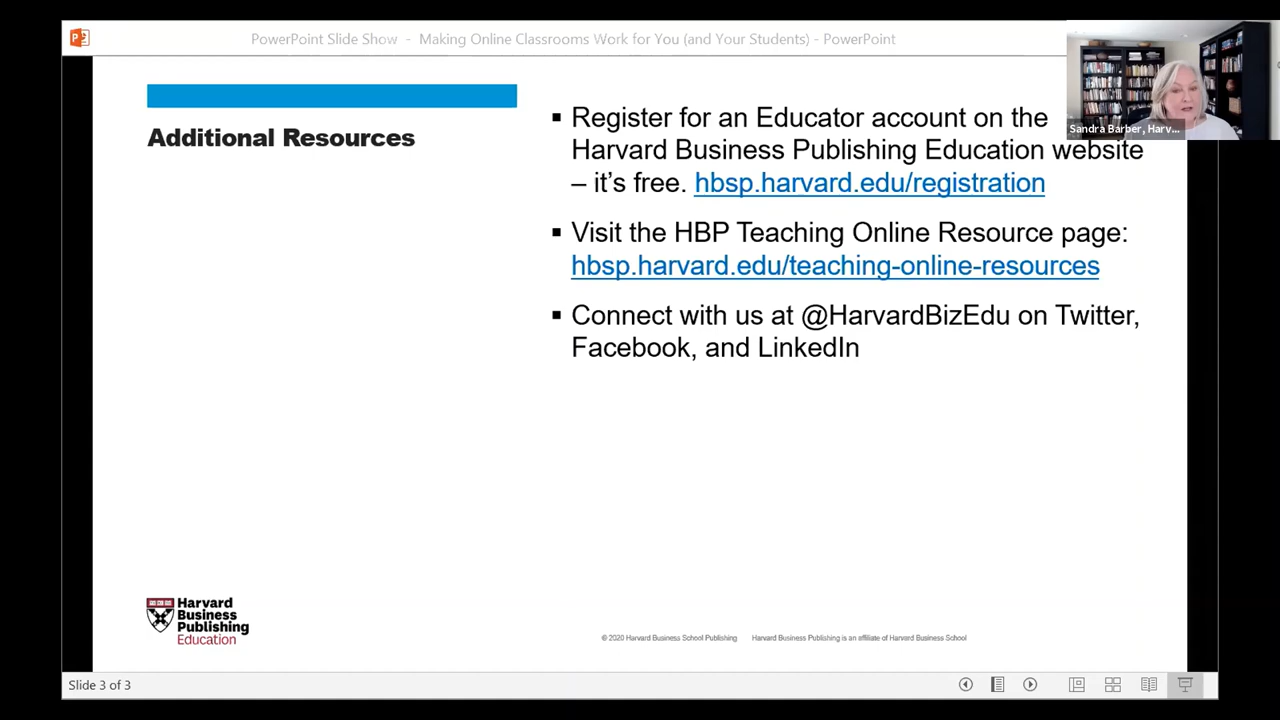 PowerPoint Slide Show - Making Online Classrooms Work for You (and Your Students) - PowerPoint
Sandra Barber, Harv...
Additional Resources
▪ Register for an Educator account on the
Harvard Business Publishing Education website
– it’s free. hbsp.harvard.edu/registration
▪ Visit the HBP Teaching Online Resource page:
hbsp.harvard.edu/teaching-online-resources
▪ Connect with us at @HarvardBizEdu on Twitter,
Facebook, and LinkedIn
Harvard
Business
Publishing
Education
© 2020 Harvard Business School Publishing Harvard Business Publishing is an affiliate of Harvard Business School
Slide 3 of 3